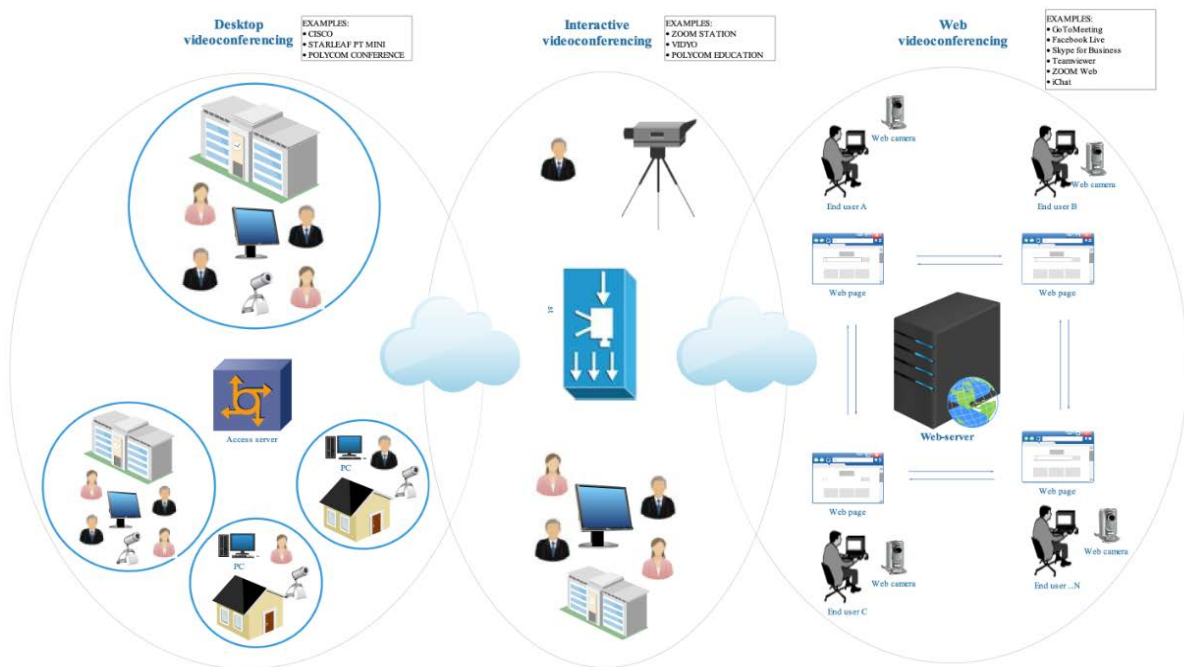 Desktop
videoconferencing
EXAMPLES:
• CISCO
• STARLEAF PT MINI
• POLYCOM CONFERENCE
Interactive
videoconferencing
EXAMPLES:
• ZOOM STATION
• VIDYO
• POLYCOM EDUCATION
Web
videoconferencing
EXAMPLES:
• GoToMeeting
• Facebook Live
• Skype for Business
• Teamviewer
• ZOOM Web
• iChat
Web camera
End user A
Web camera
End user B
Web page
Web page
st
Access server
PC
PC
Web-server
Web page
Web page
Web camera
End user C
Web camera
End user ...N